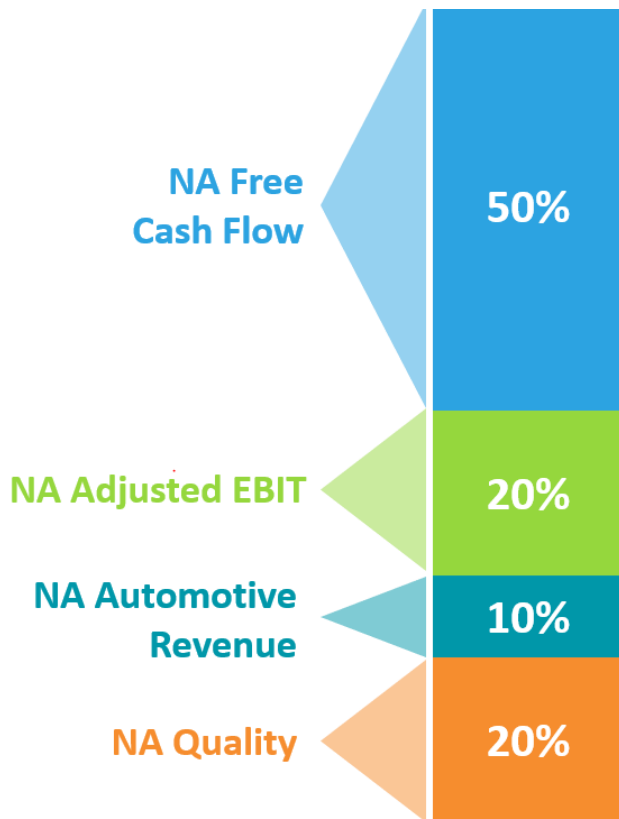 NA Free
Cash Flow
50%
NA Adjusted EBIT
20%
NA Automotive
Revenue
10%
NA Quality
20%